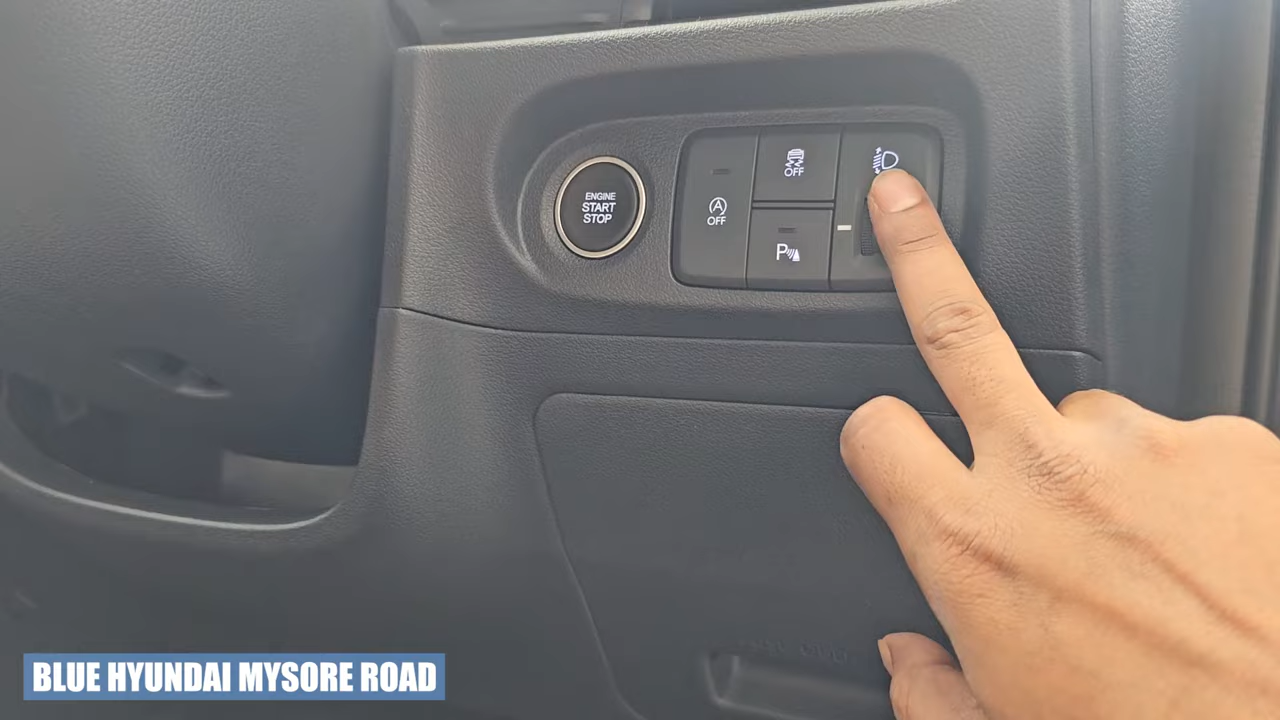 ENGINE
START
STOP
A
OFF
OFF
P
BLUE HYUNDAI MYSORE ROAD